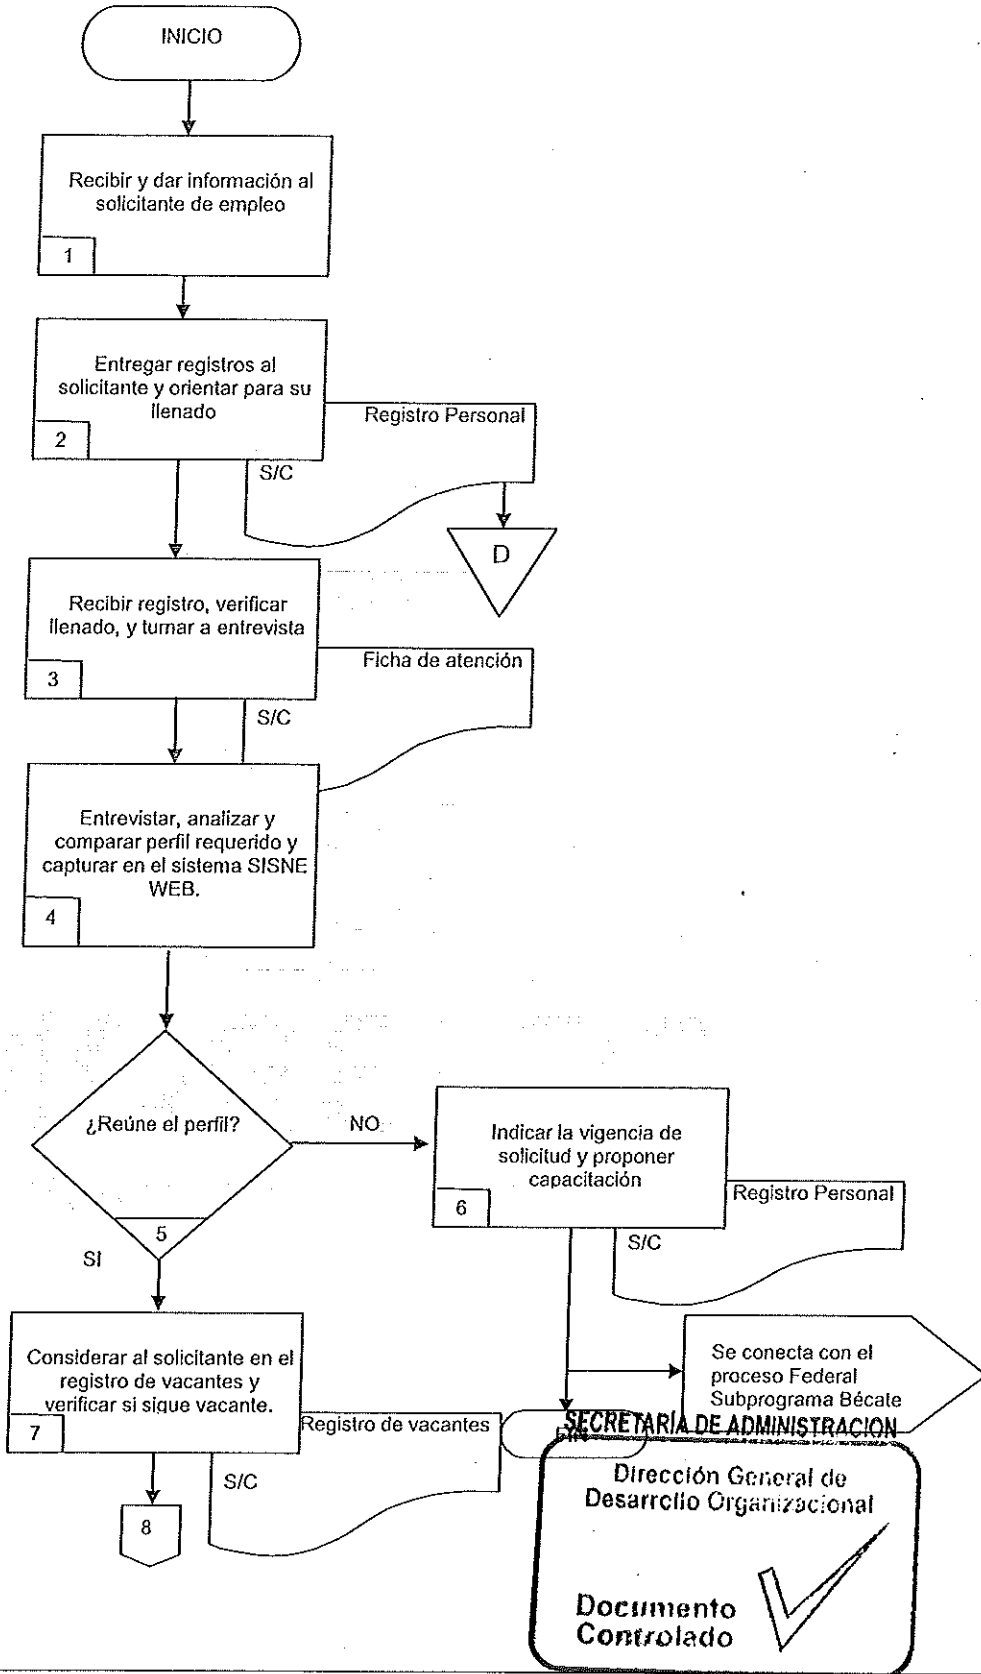 INICIO
Recibir y dar información al
solicitante de empleo
1
Entregar registros al
solicitante y orientar para su
llenado
2
Registro Personal
S/C
D
Recibir registro, verificar
llenado, y turnar a entrevista
3
Ficha de atención
S/C
Entrevistar, analizar y
comparar perfil requerido y
capturar en el sistema SISNE
WEB.
4
¿Reúne el perfil?
5
NO
SI
Indicar la vigencia de
solicitud y proponer
capacitación
6
Registro Personal
S/C
Se conecta con el
proceso Federal
Subprograma Bécate
Considerar al solicitante en el
registro de vacantes y
verificar si sigue vacante.
7
Registro de vacantes
S/C
8
SECRETARÍA DE ADMINISTRACION
Dirección General de
Desarrollo Organizacional
Documento
Controlado